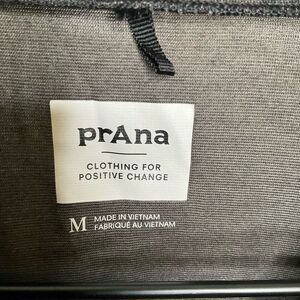 prAna
CLOTHING FOR
POSITIVE CHANGE
M MADE IN VIETNAM
FABRIQUÉ AU VIETNAM